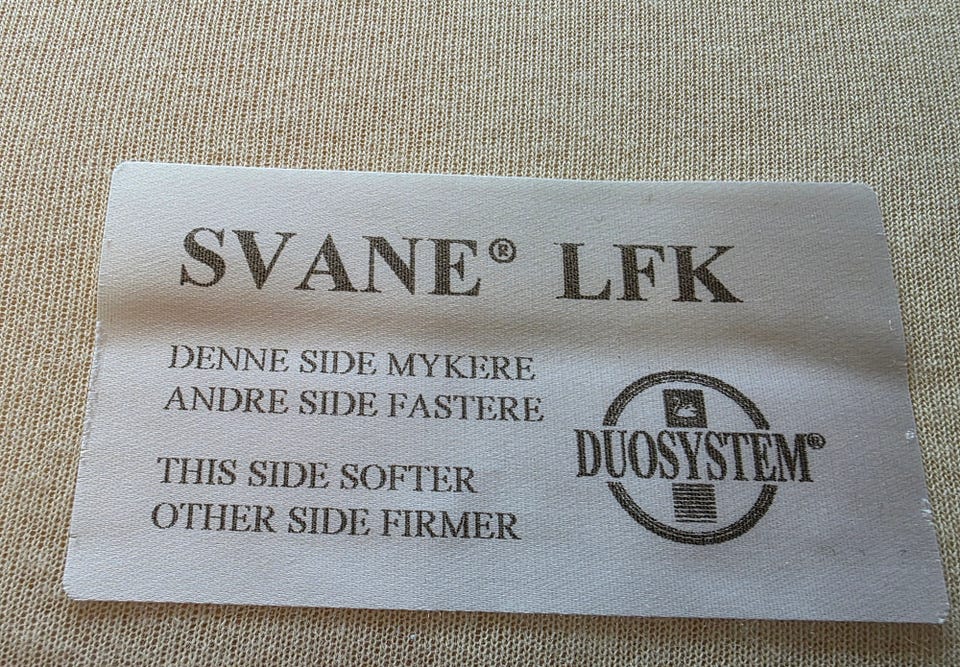 SVANE® LFK
DENNE SIDE MYKERE
ANDRE SIDE FASTERE
THIS SIDE SOFTER
OTHER SIDE FIRMER
DUOSYSTEM®